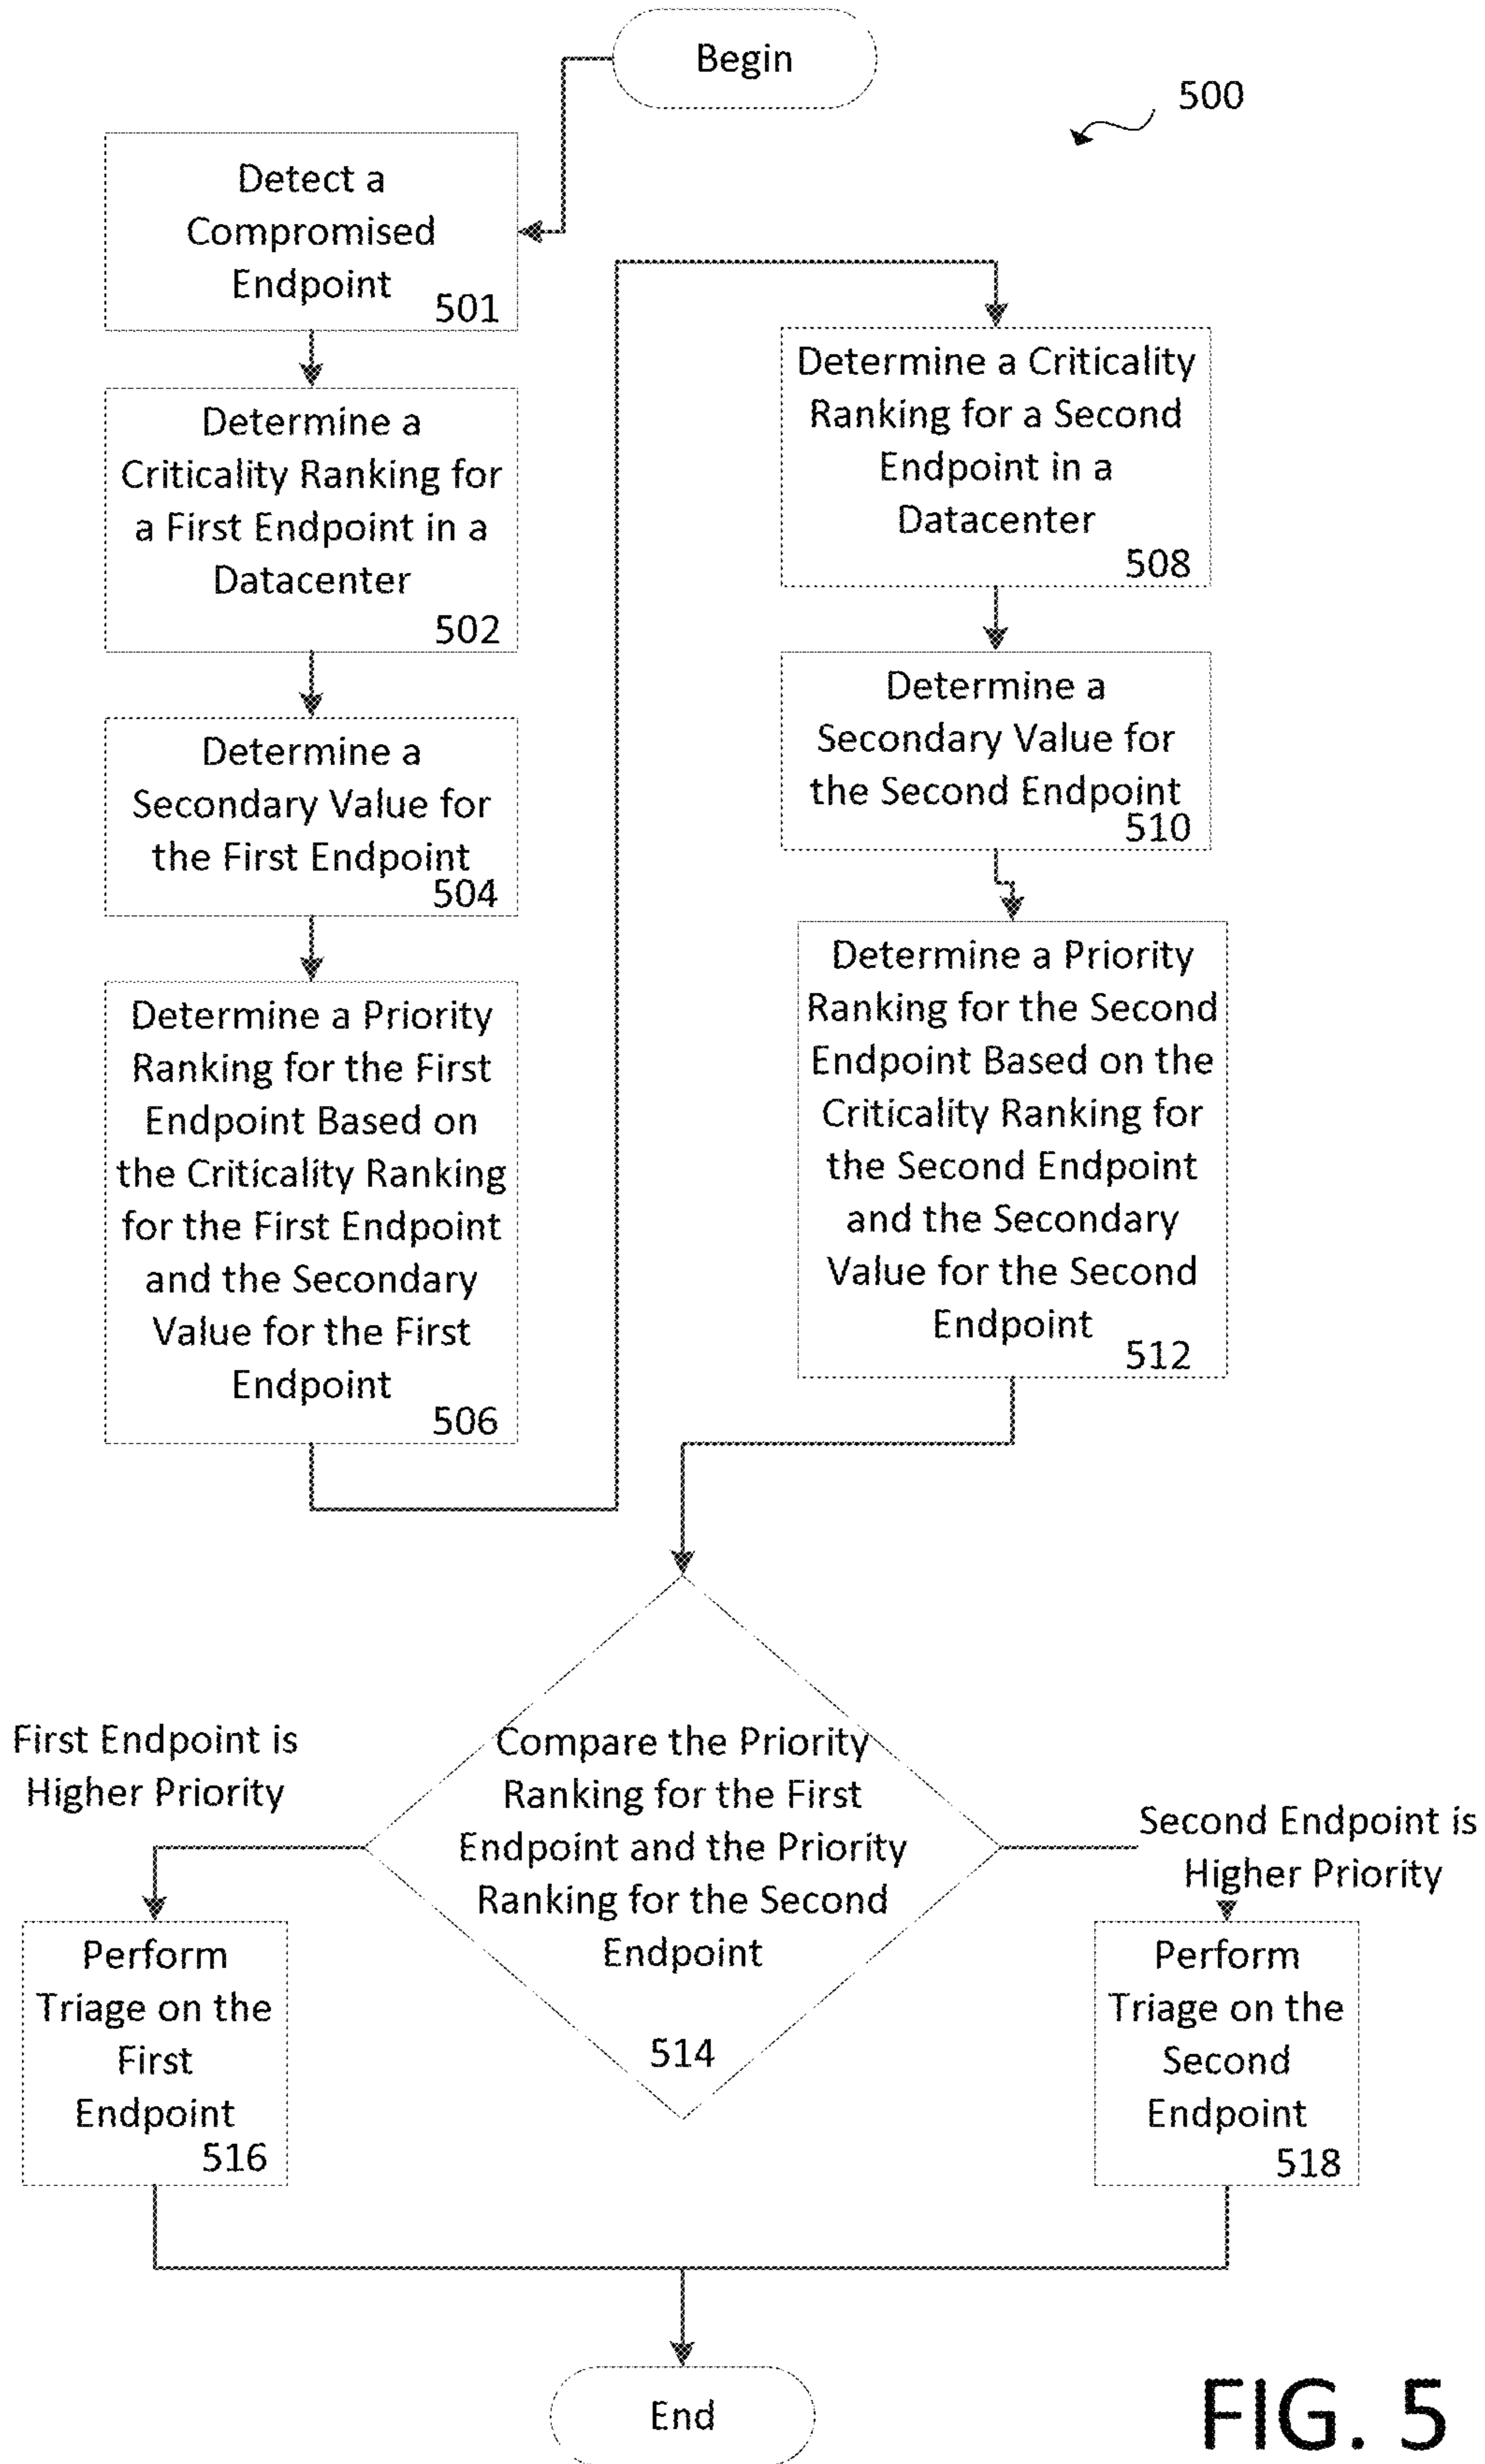 Begin
500
Detect a
Compromised
Endpoint
501
Determine a
Criticality Ranking for
a First Endpoint in a
Datacenter
502
Determine a
Secondary Value for
the First Endpoint
504
Determine a Priority
Ranking for the First
Endpoint Based on
the Criticality Ranking
for the First Endpoint
and the Secondary
Value for the First
Endpoint
506
Determine a Criticality
Ranking for a Second
Endpoint in a
Datacenter
508
Determine a
Secondary Value for
the Second Endpoint
510
Determine a Priority
Ranking for the Second
Endpoint Based on the
Criticality Ranking for
the Second Endpoint
and the Secondary
Value for the Second
Endpoint
512
Compare the Priority
Ranking for the First
Endpoint and the Priority
Ranking for the Second
Endpoint
514
First Endpoint is
Higher Priority
Perform
Triage on the
First
Endpoint
516
Second Endpoint is
Higher Priority
Perform
Triage on the
Second
Endpoint
518
End
FIG. 5